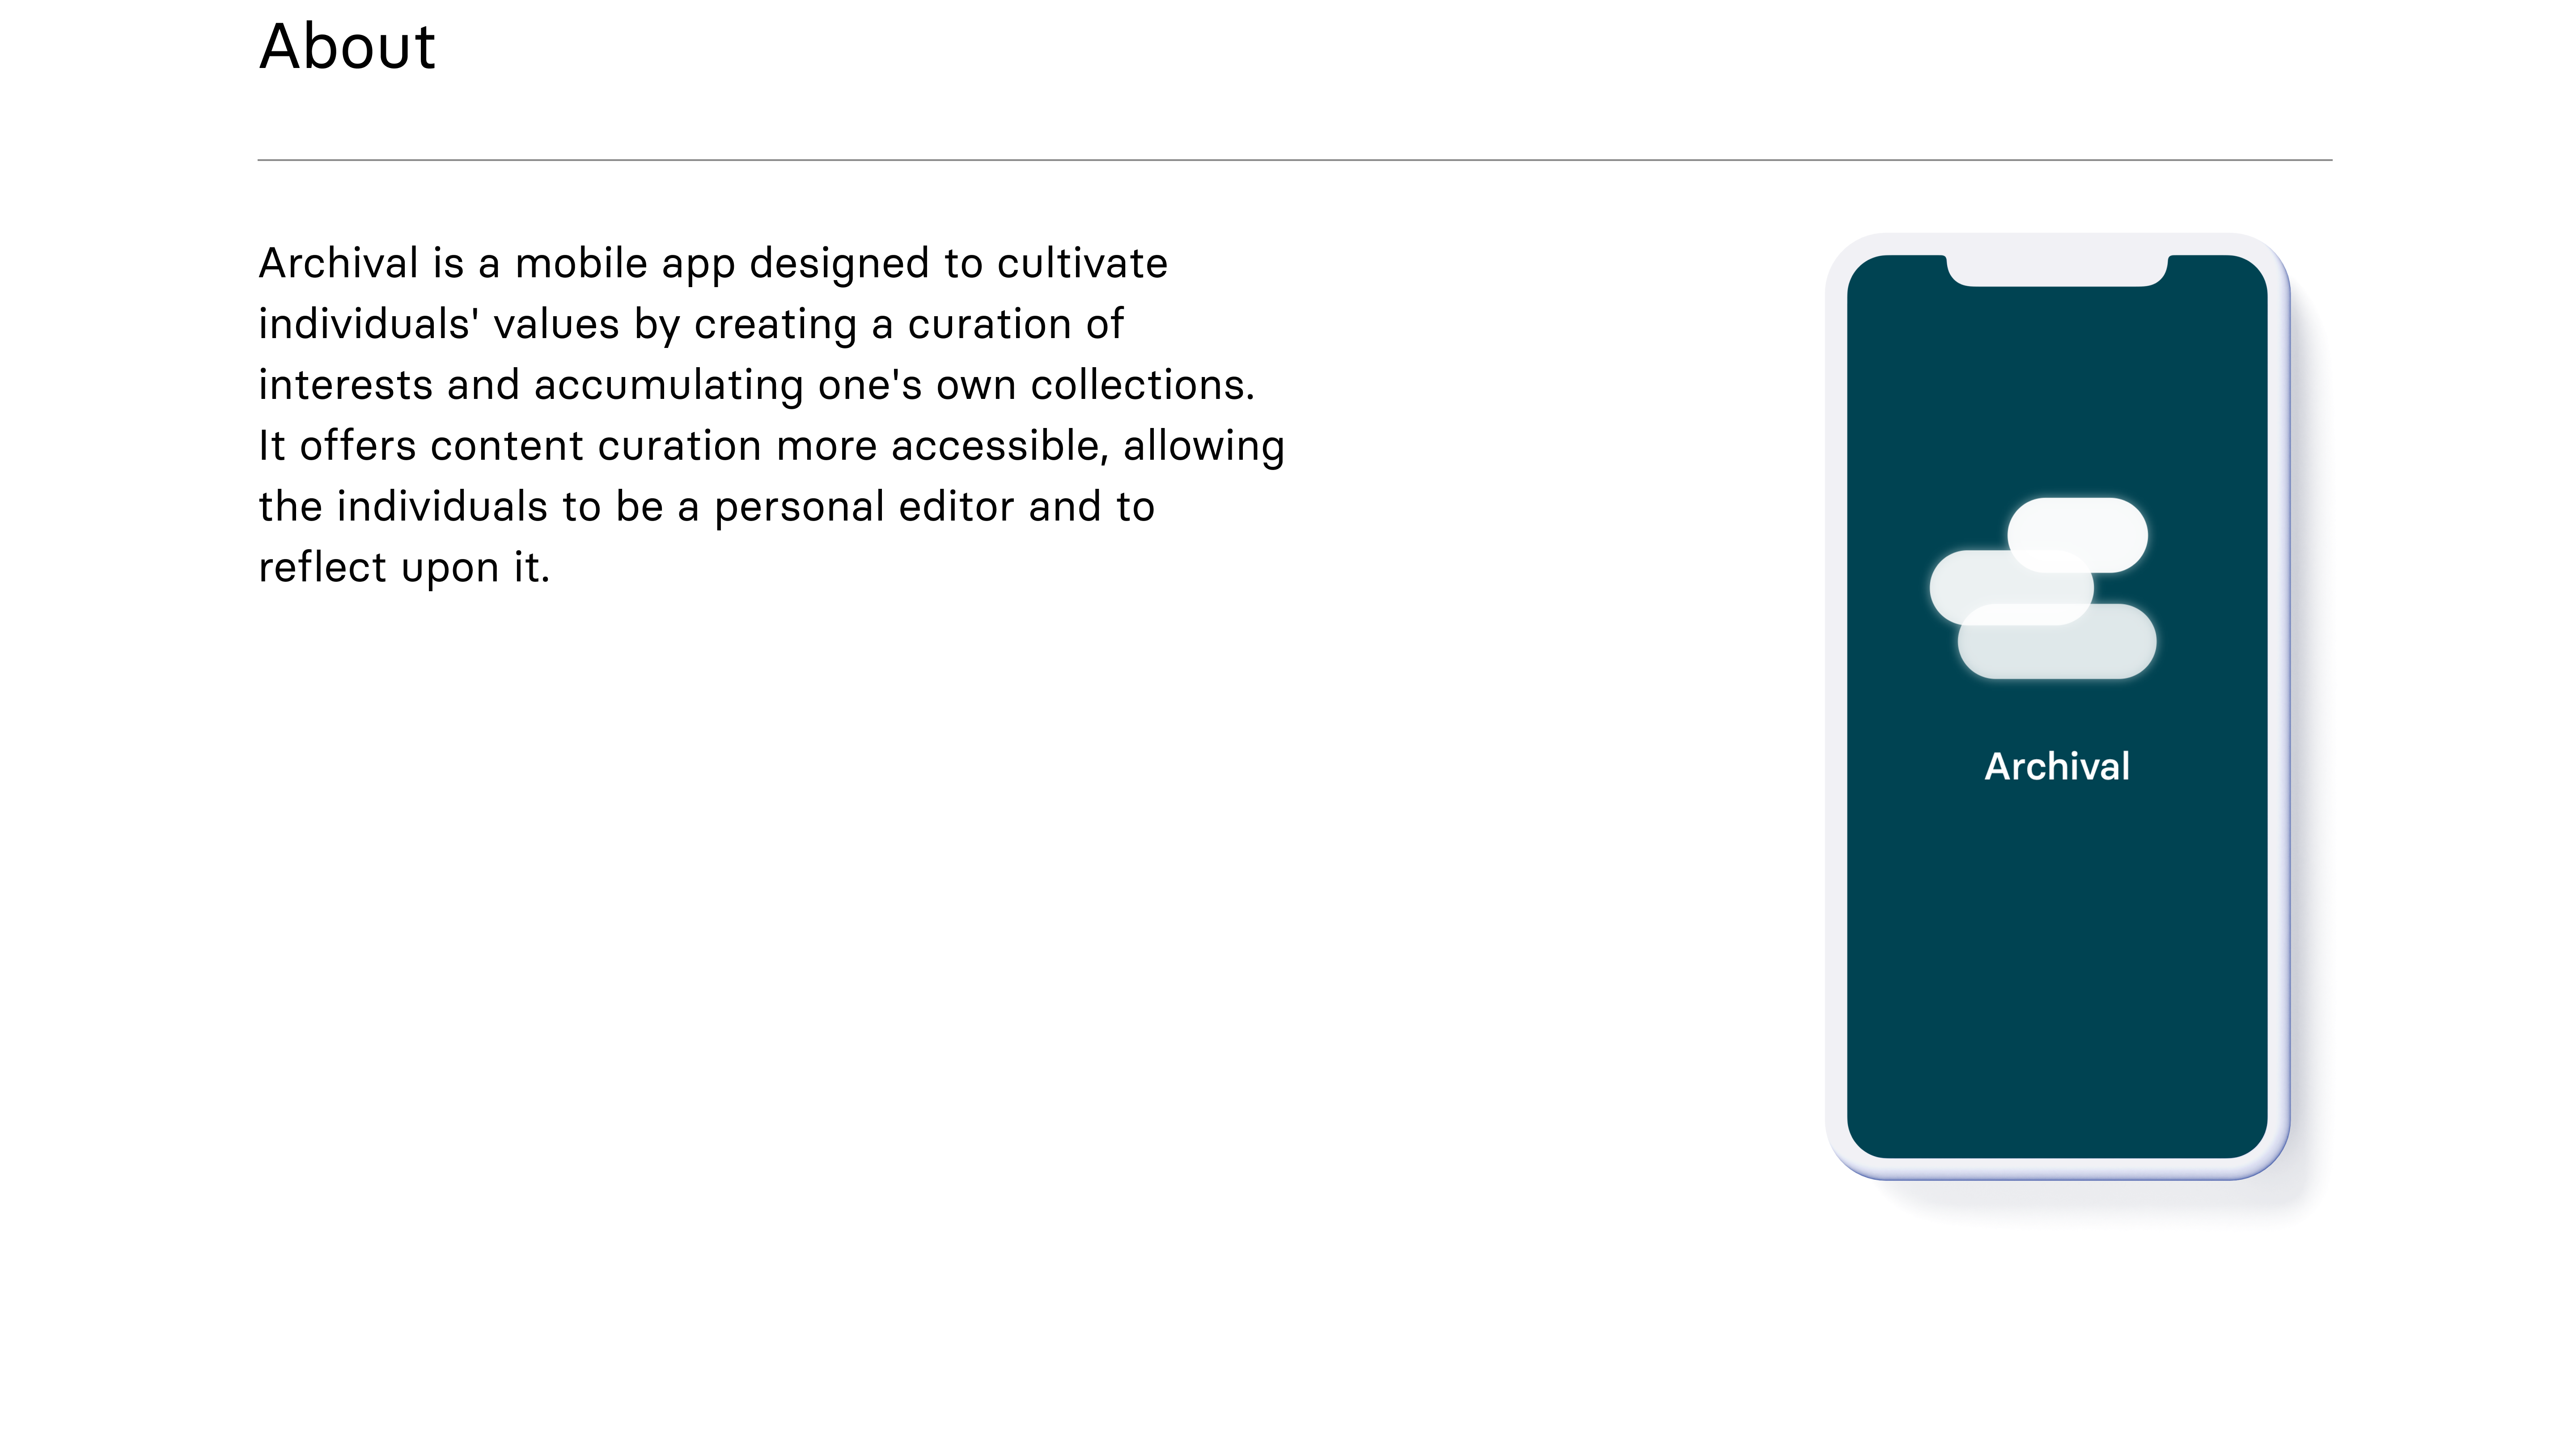 About
Archival is a mobile app designed to cultivate
individuals' values by creating a curation of
interests and accumulating one's own collections.
It offers content curation more accessible, allowing
the individuals to be a personal editor and to
reflect upon it.
Archival